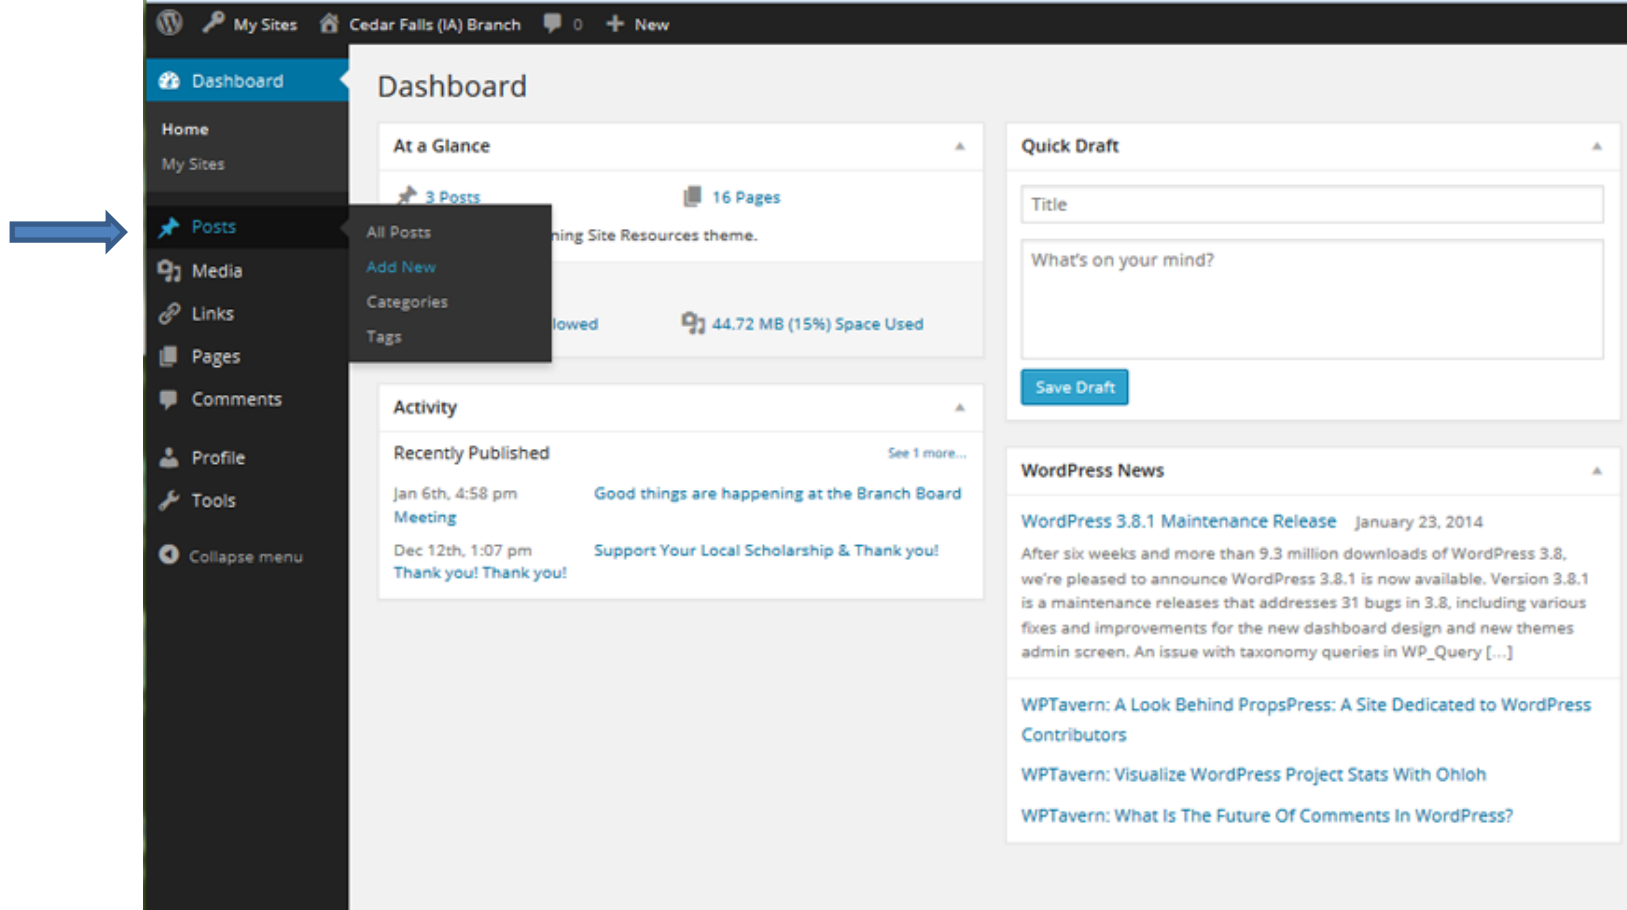 My Sites
Cedar Falls (IA) Branch
0
New
Dashboard
Home
My Sites
Posts
Media
Links
Pages
Comments
Profile
Tools
Collapse menu
All Posts
Add New
Categories
Tags
Dashboard
At a Glance
3 Posts
16 Pages
ning Site Resources theme.
lowed
44.72 MB (15%) Space Used
Activity
Recently Published
See 1 more...
Jan 6th, 4:58 pm Good things are happening at the Branch Board
Meeting
Dec 12th, 1:07 pm Support Your Local Scholarship & Thank you!
Thank you! Thank you!
Quick Draft
Title
What's on your mind?
Save Draft
WordPress News
WordPress 3.8.1 Maintenance Release January 23, 2014
After six weeks and more than 9.3 million downloads of WordPress 3.8,
we're pleased to announce WordPress 3.8.1 is now available. Version 3.8.1
is a maintenance releases that addresses 31 bugs in 3.8, including various
fixes and improvements for the new dashboard design and new themes
admin screen. An issue with taxonomy queries in WP_Query [...]
WPTavern: A Look Behind PropsPress: A Site Dedicated to WordPress
Contributors
WPTavern: Visualize WordPress Project Stats With Ohloh
WPTavern: What Is The Future Of Comments In WordPress?